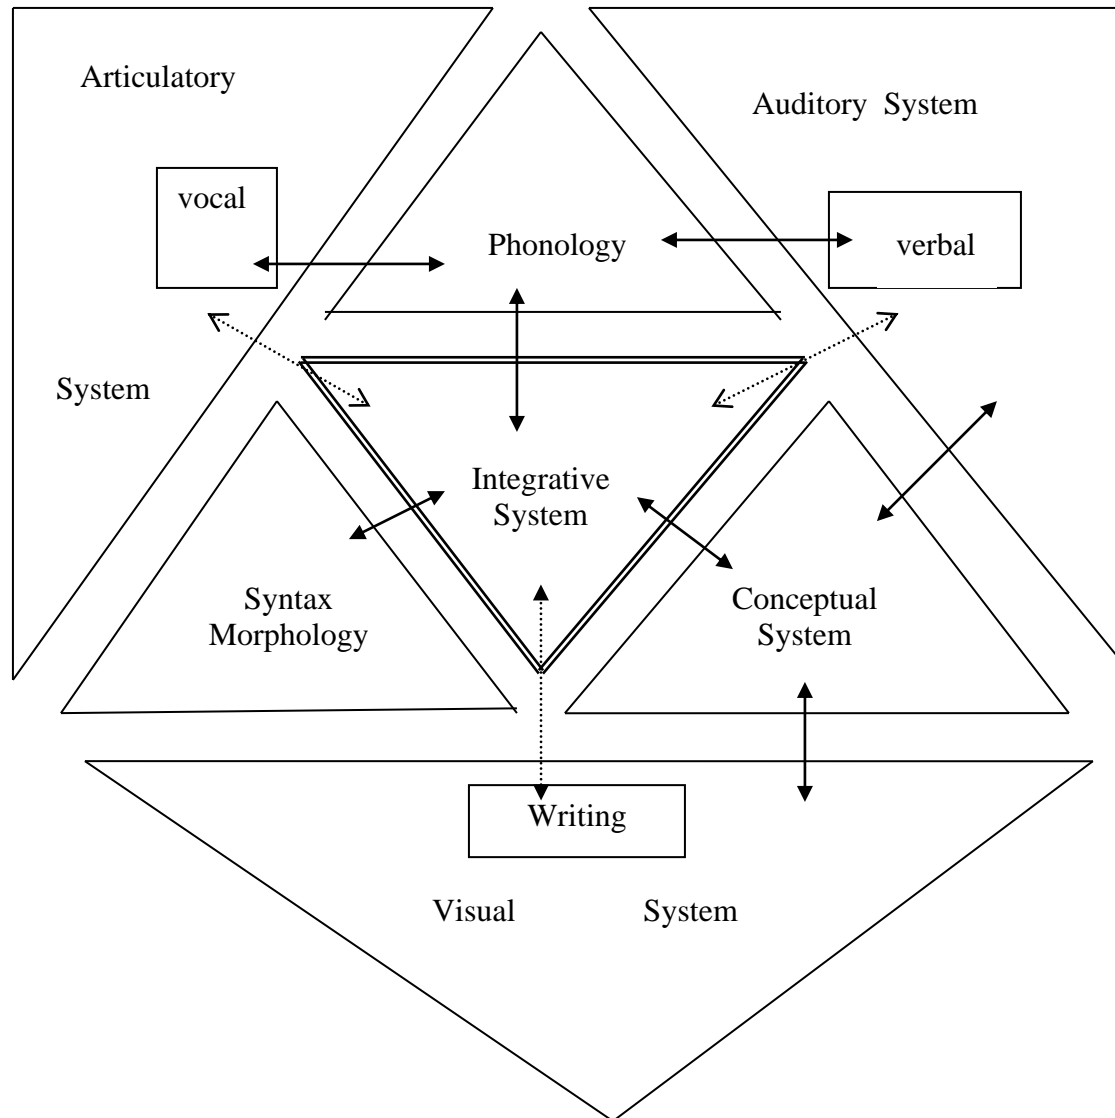 Articulatory
Auditory System
vocal
Phonology
verbal
System
Integrative
System
Syntax
Morphology
Conceptual
System
Writing
Visual System